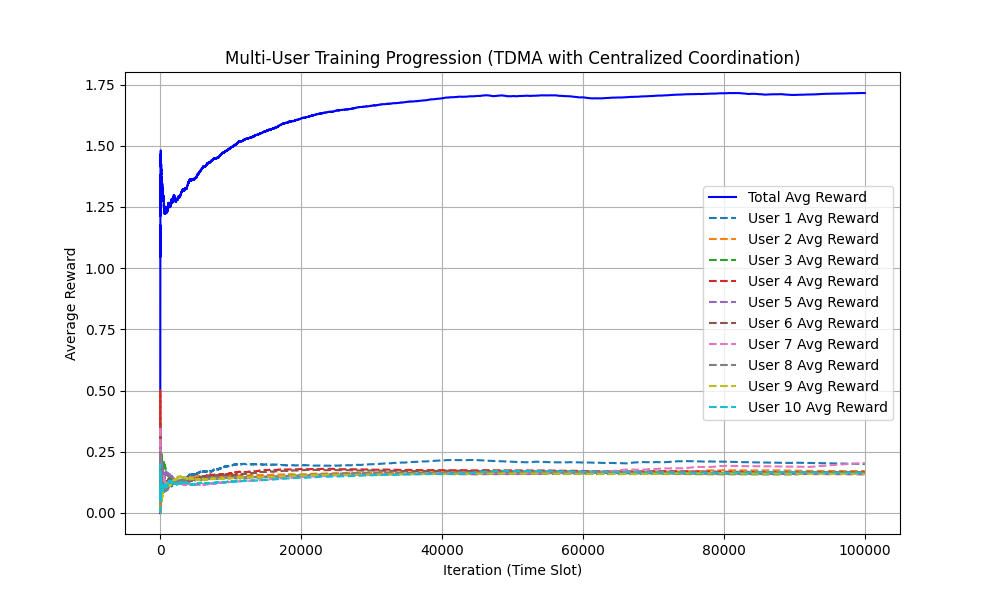 Multi-User Training Progression (TDMA with Centralized Coordination)
Average Reward
1.75
1.50
1.25
1.00
0.75
0.50
0.25
0.00
Total Avg Reward
User 1 Avg Reward
User 2 Avg Reward
User 3 Avg Reward
User 4 Avg Reward
User 5 Avg Reward
User 6 Avg Reward
User 7 Avg Reward
User 8 Avg Reward
User 9 Avg Reward
User 10 Avg Reward
0 20000 40000 60000 80000 100000
Iteration (Time Slot)